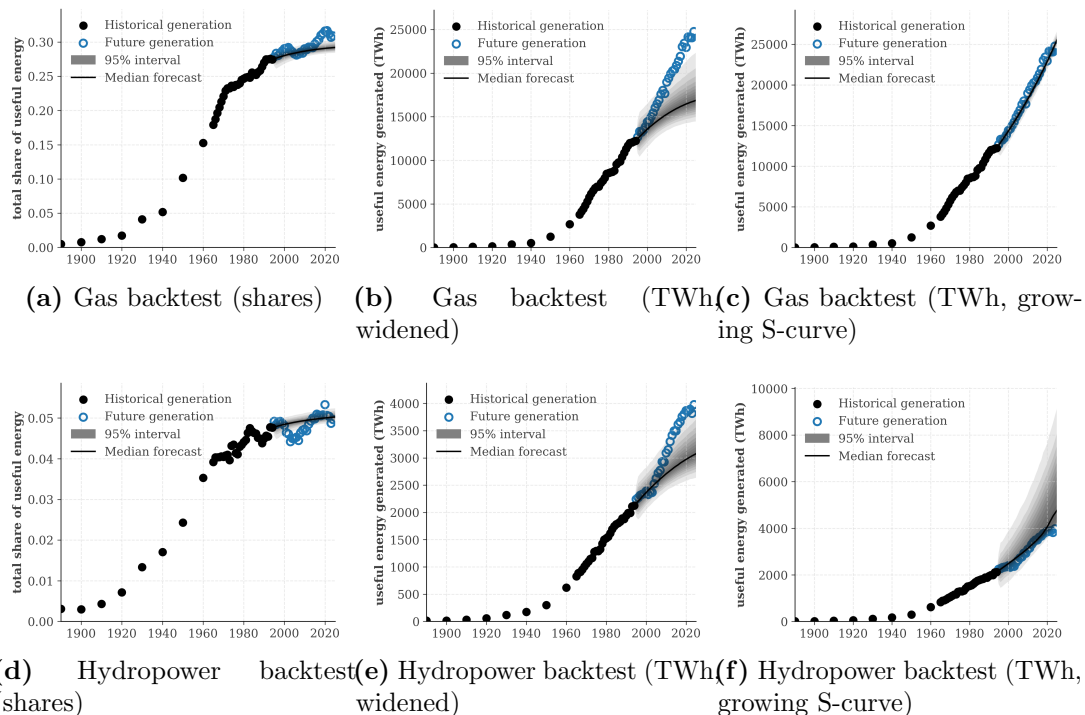 Historical generation
Future generation
95% interval
Median forecast
total share of useful energy
0.30
0.25
0.20
0.15
0.10
0.05
0.00
1900 1920 1940 1960 1980 2000 2020
(a) Gas backtest (shares)
Historical generation
Future generation
95% interval
Median forecast
useful energy generated (TWh)
25000
20000
15000
10000
5000
0
1900 1920 1940 1960 1980 2000 2020
(b) Gas backtest (TWh,
widened)
Historical generation
Future generation
95% interval
Median forecast
useful energy generated (TWh)
25000
20000
15000
10000
5000
0
1900 1920 1940 1960 1980 2000 2020
(c) Gas backtest (TWh, grow-
ing S-curve)
Historical generation
Future generation
95% interval
Median forecast
total share of useful energy
0.05
0.04
0.03
0.02
0.01
0.00
1900 1920 1940 1960 1980 2000 2020
(d) Hydropower backtest
(shares)
Historical generation
Future generation
95% interval
Median forecast
useful energy generated (TWh)
4000
3500
3000
2500
2000
1500
1000
500
0
1900 1920 1940 1960 1980 2000 2020
(e) Hydropower backtest (TWh,
widened)
Historical generation
Future generation
95% interval
Median forecast
useful energy generated (TWh)
10000
8000
6000
4000
2000
0
1900 1920 1940 1960 1980 2000 2020
(f) Hydropower backtest (TWh,
growing S-curve)